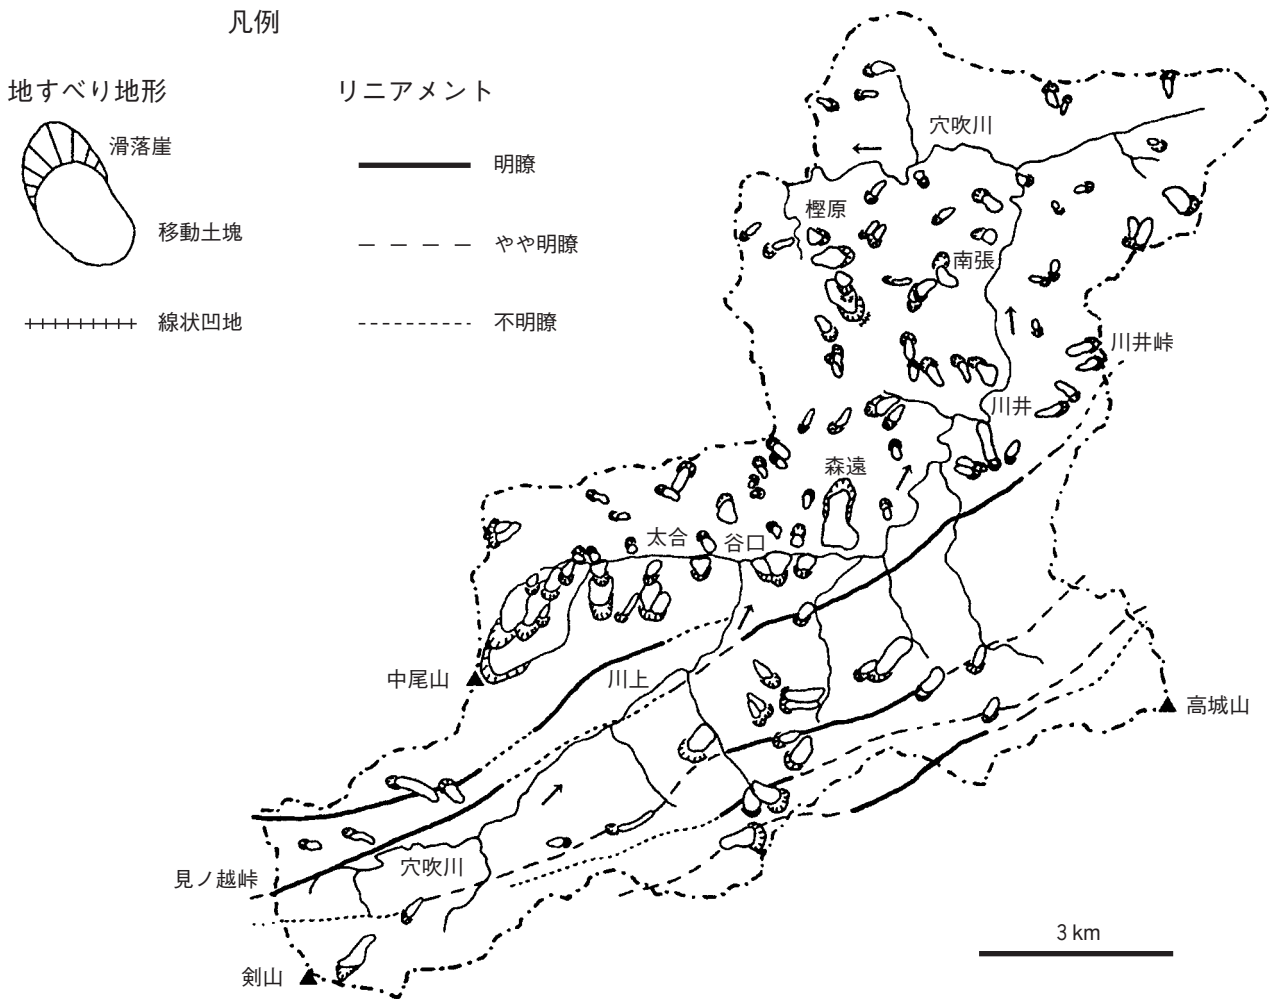 凡例
地すべり地形
リニアメント
滑落崖
移動土塊
線状凹地
明瞭
やや明瞭
不明瞭
穴吹川
樫原
南張
川井峠
川井
森遠
太合
谷口
中尾山
川上
高城山
見ノ越峠
穴吹川
剣山
3 km